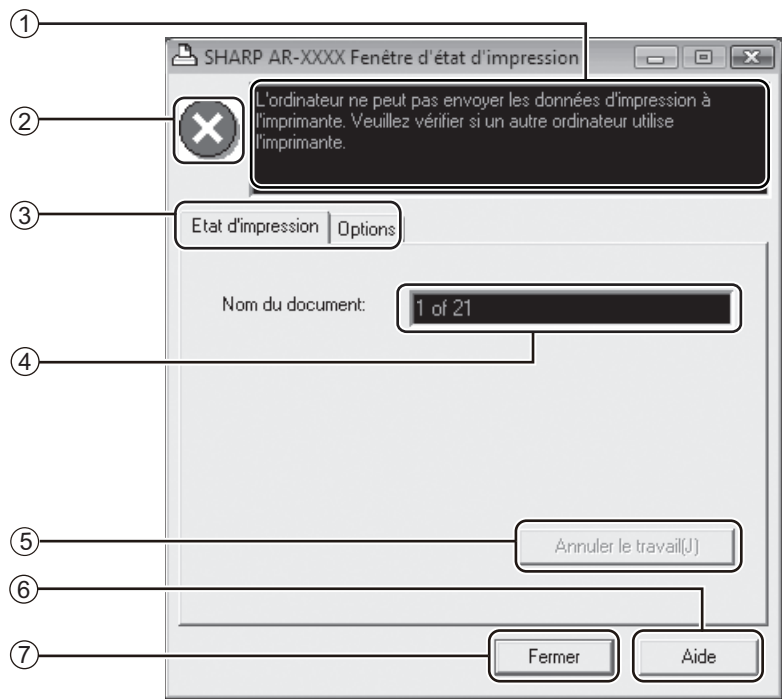 ①
SHARP AR-XXXX Fenêtre d'état d'impression
②
L'ordinateur ne peut pas envoyer les données d'impression à
l'imprimante. Veuillez vérifier si un autre ordinateur utilise
l'imprimante.
③
Etat d'impression Options
Nom du document: 1 of 21
④
⑤
Annuler le travail(J)
⑥
⑦
Fermer Aide